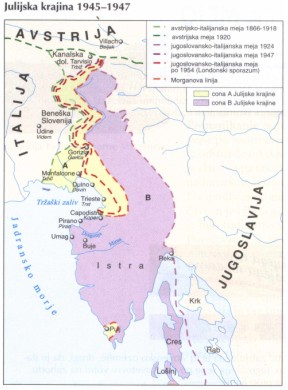 Julijska krajina 1945–1947
avstrijsko-italijanska meja 1866-1918
avstrijska meja 1920
jugoslovansko-italijanska meja 1924
jugoslovansko-italijanska meja 1947
jugoslovansko-italijanska meja
po 1954 (Londonski sporazum)
Morganova linija
cona A Julijske krajine
cona B Julijske krajine
AVSTRIJA
Villach
Beljak
Kanalska
dol.
Tarvisio
Trbiž
ITALIJA
Beneška
Slovenija
Udine
Videm
Gorizia
Gorica
A
Monfalcone
Tržič
Duino
Devin
Trieste
Trst
Tržaški zaliv
Capodistria
Koper
Pirano
Piran
Umag
Buje
B
Jadransko morje
Istra
Reka
JUGOSLAVIJA
Pulj
Krk
Cres
Rab
Lošinj